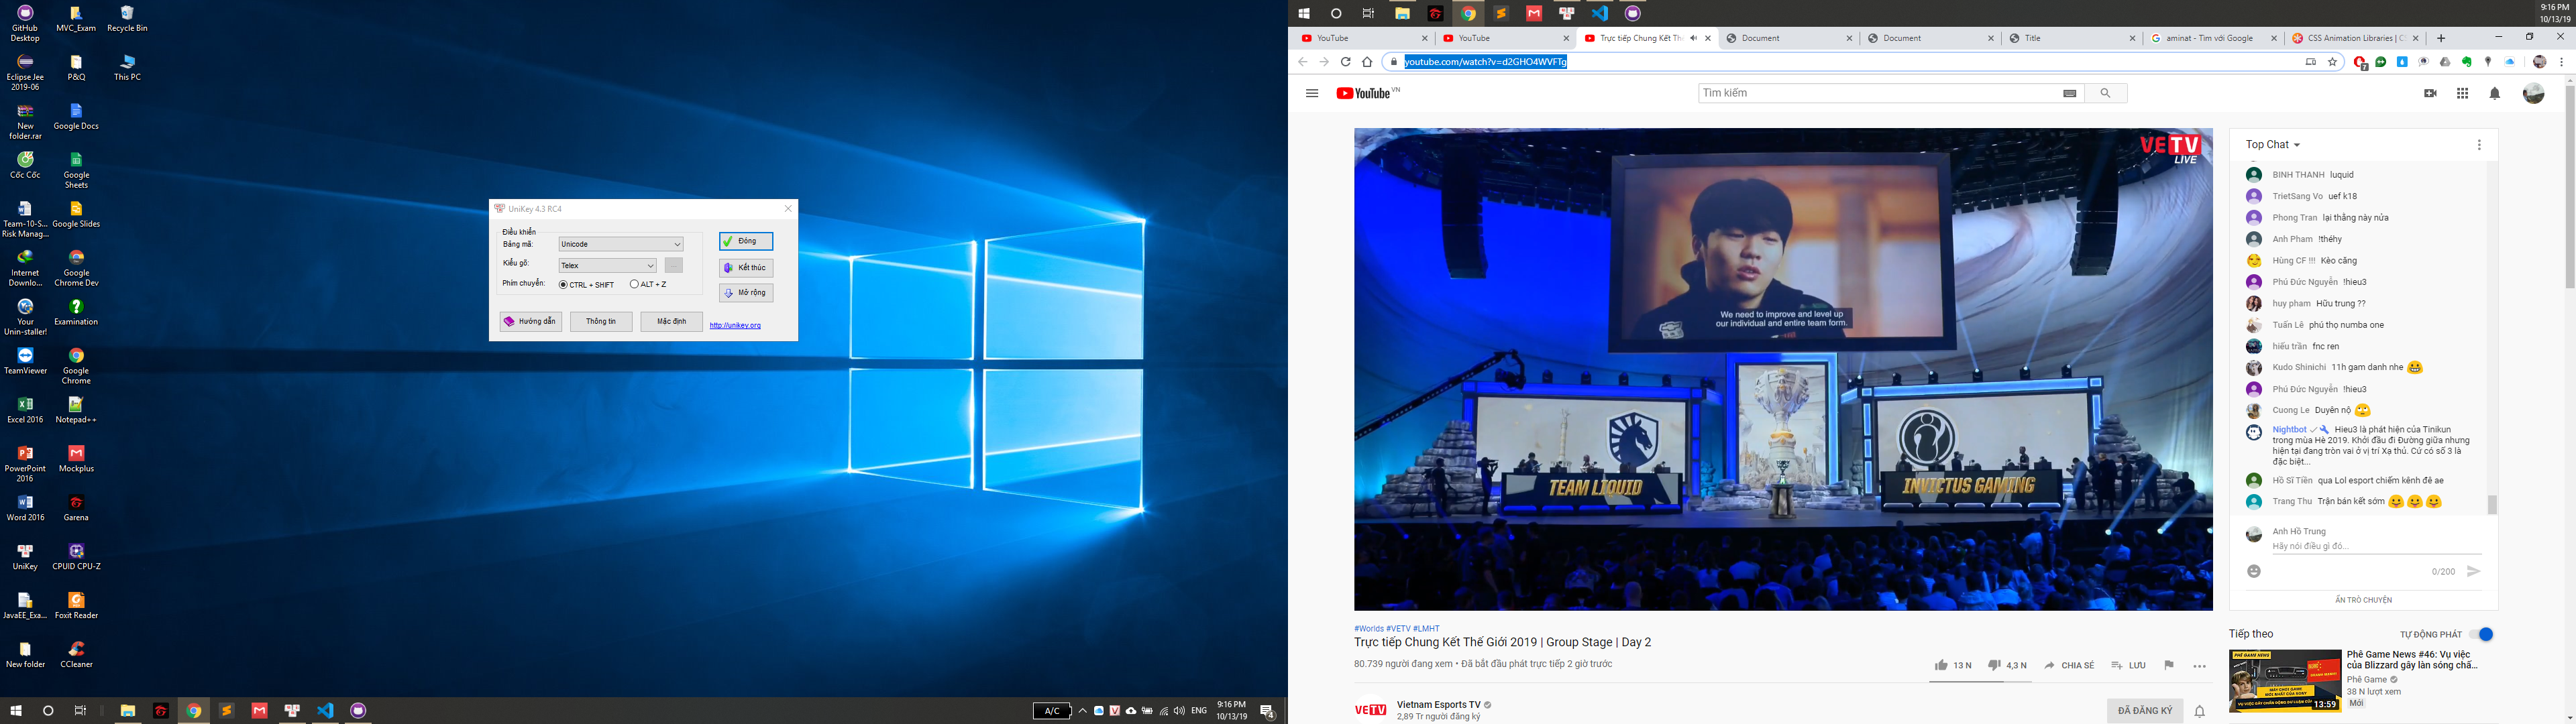 GitHub Desktop
MVC_Exam
Recycle Bin
Eclipse Jee 2019-06
P&Q
This PC
New folder.rar
Google Docs
Cốc Cốc
Google Sheets
Team-10-S... Risk Manag...
Google Slides
Internet Downlo...
Google Chrome Dev
Your Unin-staller!
Examination
TeamViewer
Google Chrome
Excel 2016
Notepad++
PowerPoint 2016
Mockplus
Word 2016
Garena
UniKey
CPUID CPU-Z
JavaEE_Exa...
Foxit Reader
New folder
CCleaner
UniKey 4.3 RC4
Điều khiển
Bảng mã:
Unicode
Kiểu gõ:
Telex
...
Phím chuyển:
CTRL + SHIFT
ALT + Z
Đóng
Kết thúc
Mở rộng
Hướng dẫn
Thông tin
Mặc định
http://unikey.org
A/C
ENG
9:16 PM
10/13/19
4
9:16 PM
10/13/19
YouTube
YouTube
Trực tiếp Chung Kết Thế
Document
Document
Title
aminat - Tìm với Google
CSS Animation Libraries | C
youtube.com/watch?v=d2GHO4WVFTg
7
YouTube VN
Tìm kiếm
VETV
LIVE
We need to improve and level up
our individual and entire team form.
TEAM LIQUID
INVICTUS GAMING
Top Chat
BINH THANH luquid
TrietSang Vo uef k18
Phong Tran lại thằng này nửa
Anh Pham !théhy
Hùng CF !!! Kèo căng
Phú Đức Nguyễn !hieu3
huy pham Hữu trung ??
Tuấn Lê phú thọ numba one
hiếu trần fnc ren
Kudo Shinichi 11h gam danh nhe
Phú Đức Nguyễn !hieu3
Cuong Le Duyên nộ
Nightbot Hieu3 là phát hiện của Tinikun
trong mùa Hè 2019. Khởi đầu đi Đường giữa nhưng
hiện tại đang tròn vai ở vị trí Xạ thủ. Cứ có số 3 là
đặc biệt...
Hồ Sĩ Tiền qua Lol esport chiếm kênh đê ae
Trang Thu Trận bán kết sớm
Anh Hồ Trung
Hãy nói điều gì đó...
0/200
ẨN TRÒ CHUYỆN
#Worlds #VETV #LMHT
Trực tiếp Chung Kết Thế Giới 2019 | Group Stage | Day 2
80.739 người đang xem • Đã bắt đầu phát trực tiếp 2 giờ trước
13 N
4,3 N
CHIA SẺ
LƯU
VETV
Vietnam Esports TV
2,89 Tr người đăng ký
ĐÃ ĐĂNG KÝ
Tiếp theo
TỰ ĐỘNG PHÁT
PHÊ GAME NEWS
13:59
Phê Game News #46: Vụ việc
của Blizzard gây làn sóng chấ...
Phê Game
38 N lượt xem
Mới